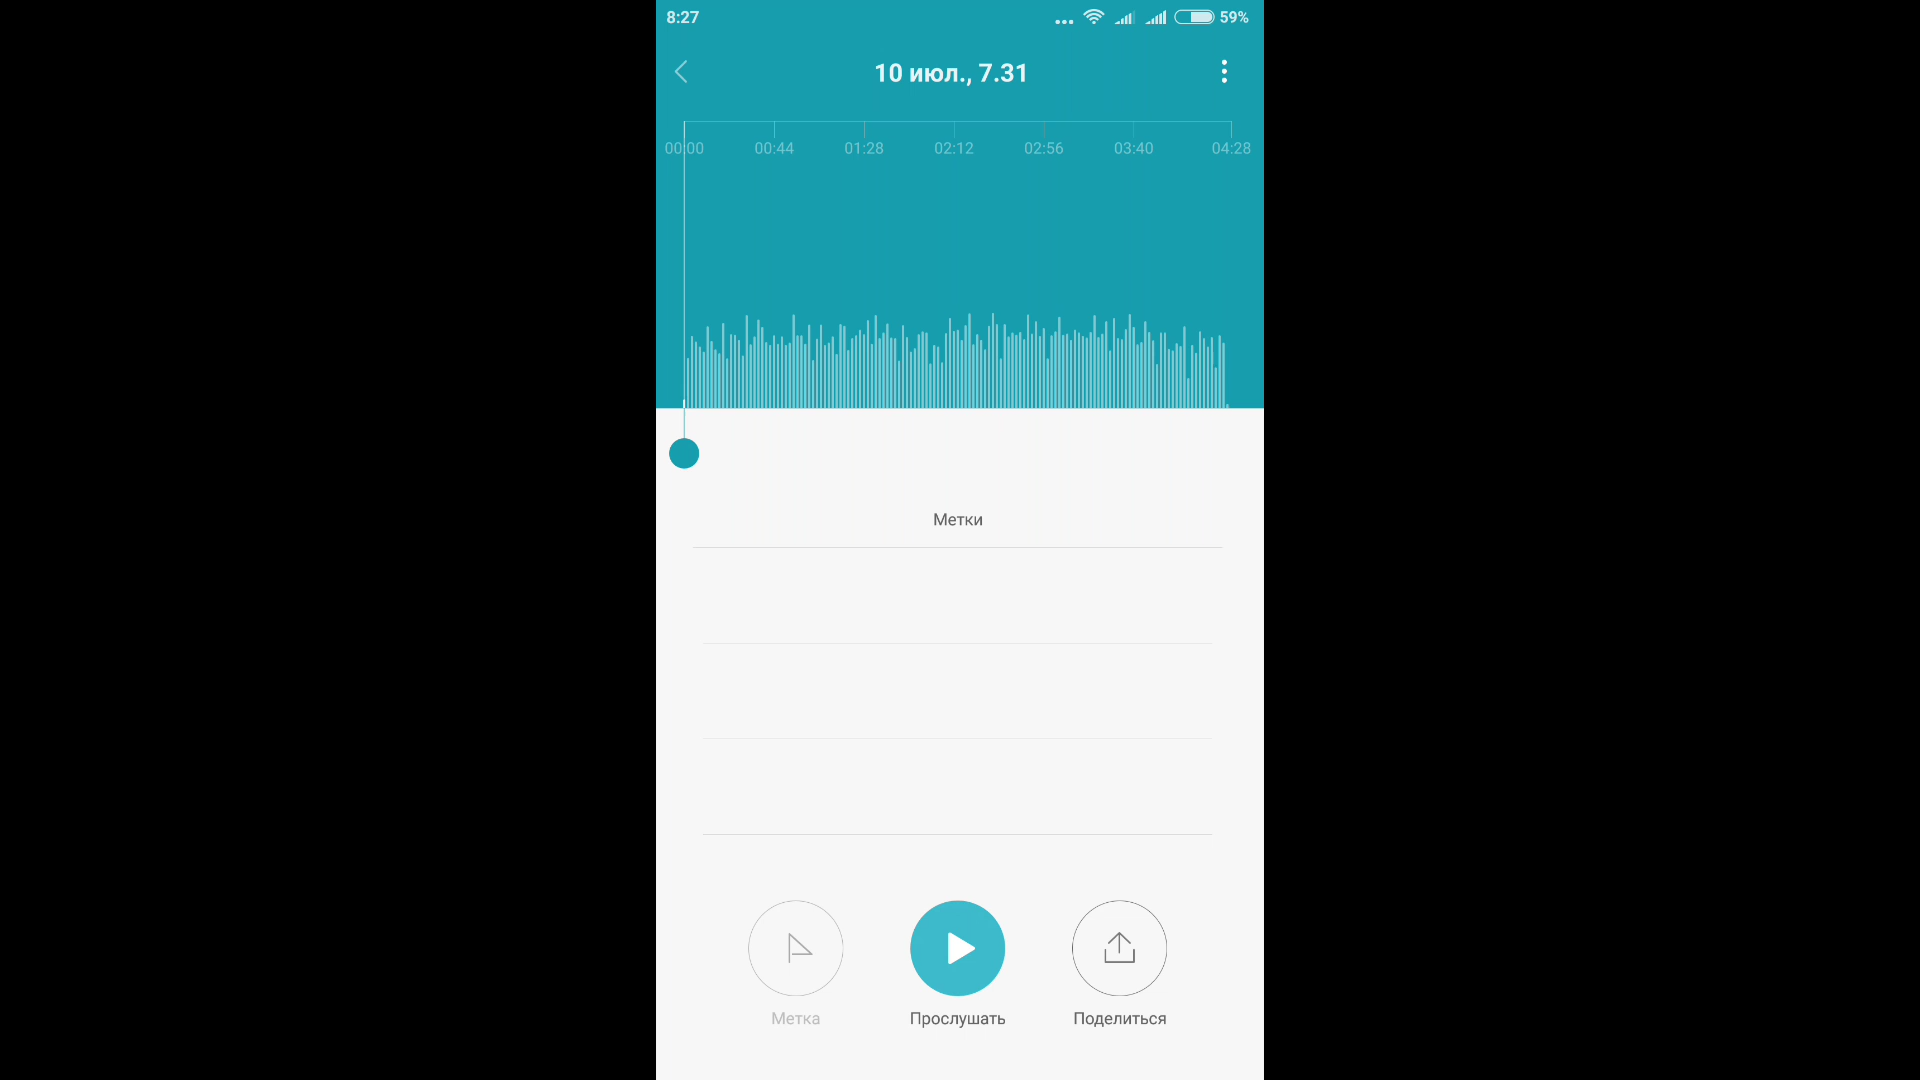 8:27 59%
10 июл., 7.31
00:00 00:44 01:28 02:12 02:56 03:40 04:28
Метки
Метка Прослушать Поделиться